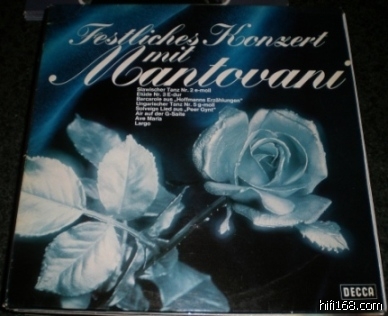 Festliches Konzert
mit
Mantovani
Slawischer Tanz Nr. 2 e-moll
Etüde Nr. 3 E-dur
Barcarole aus „Hoffmanns Erzählungen"
Ungarischer Tanz Nr. 5 g-moll
Solveigs Lied aus „Peer Gynt"
Air auf der G-Saite
Ave Maria
Largo
DECCA
hifi168.com